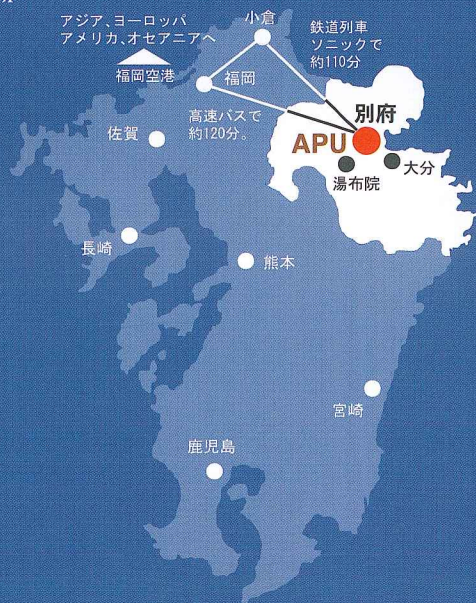 アジア、ヨーロッパ
アメリカ、オセアニアへ
福岡空港
小倉
鉄道列車
ソニックで
約110分
福岡
高速バスで
約120分。
別府
APU
大分
湯布院
佐賀
長崎
熊本
宮崎
鹿児島